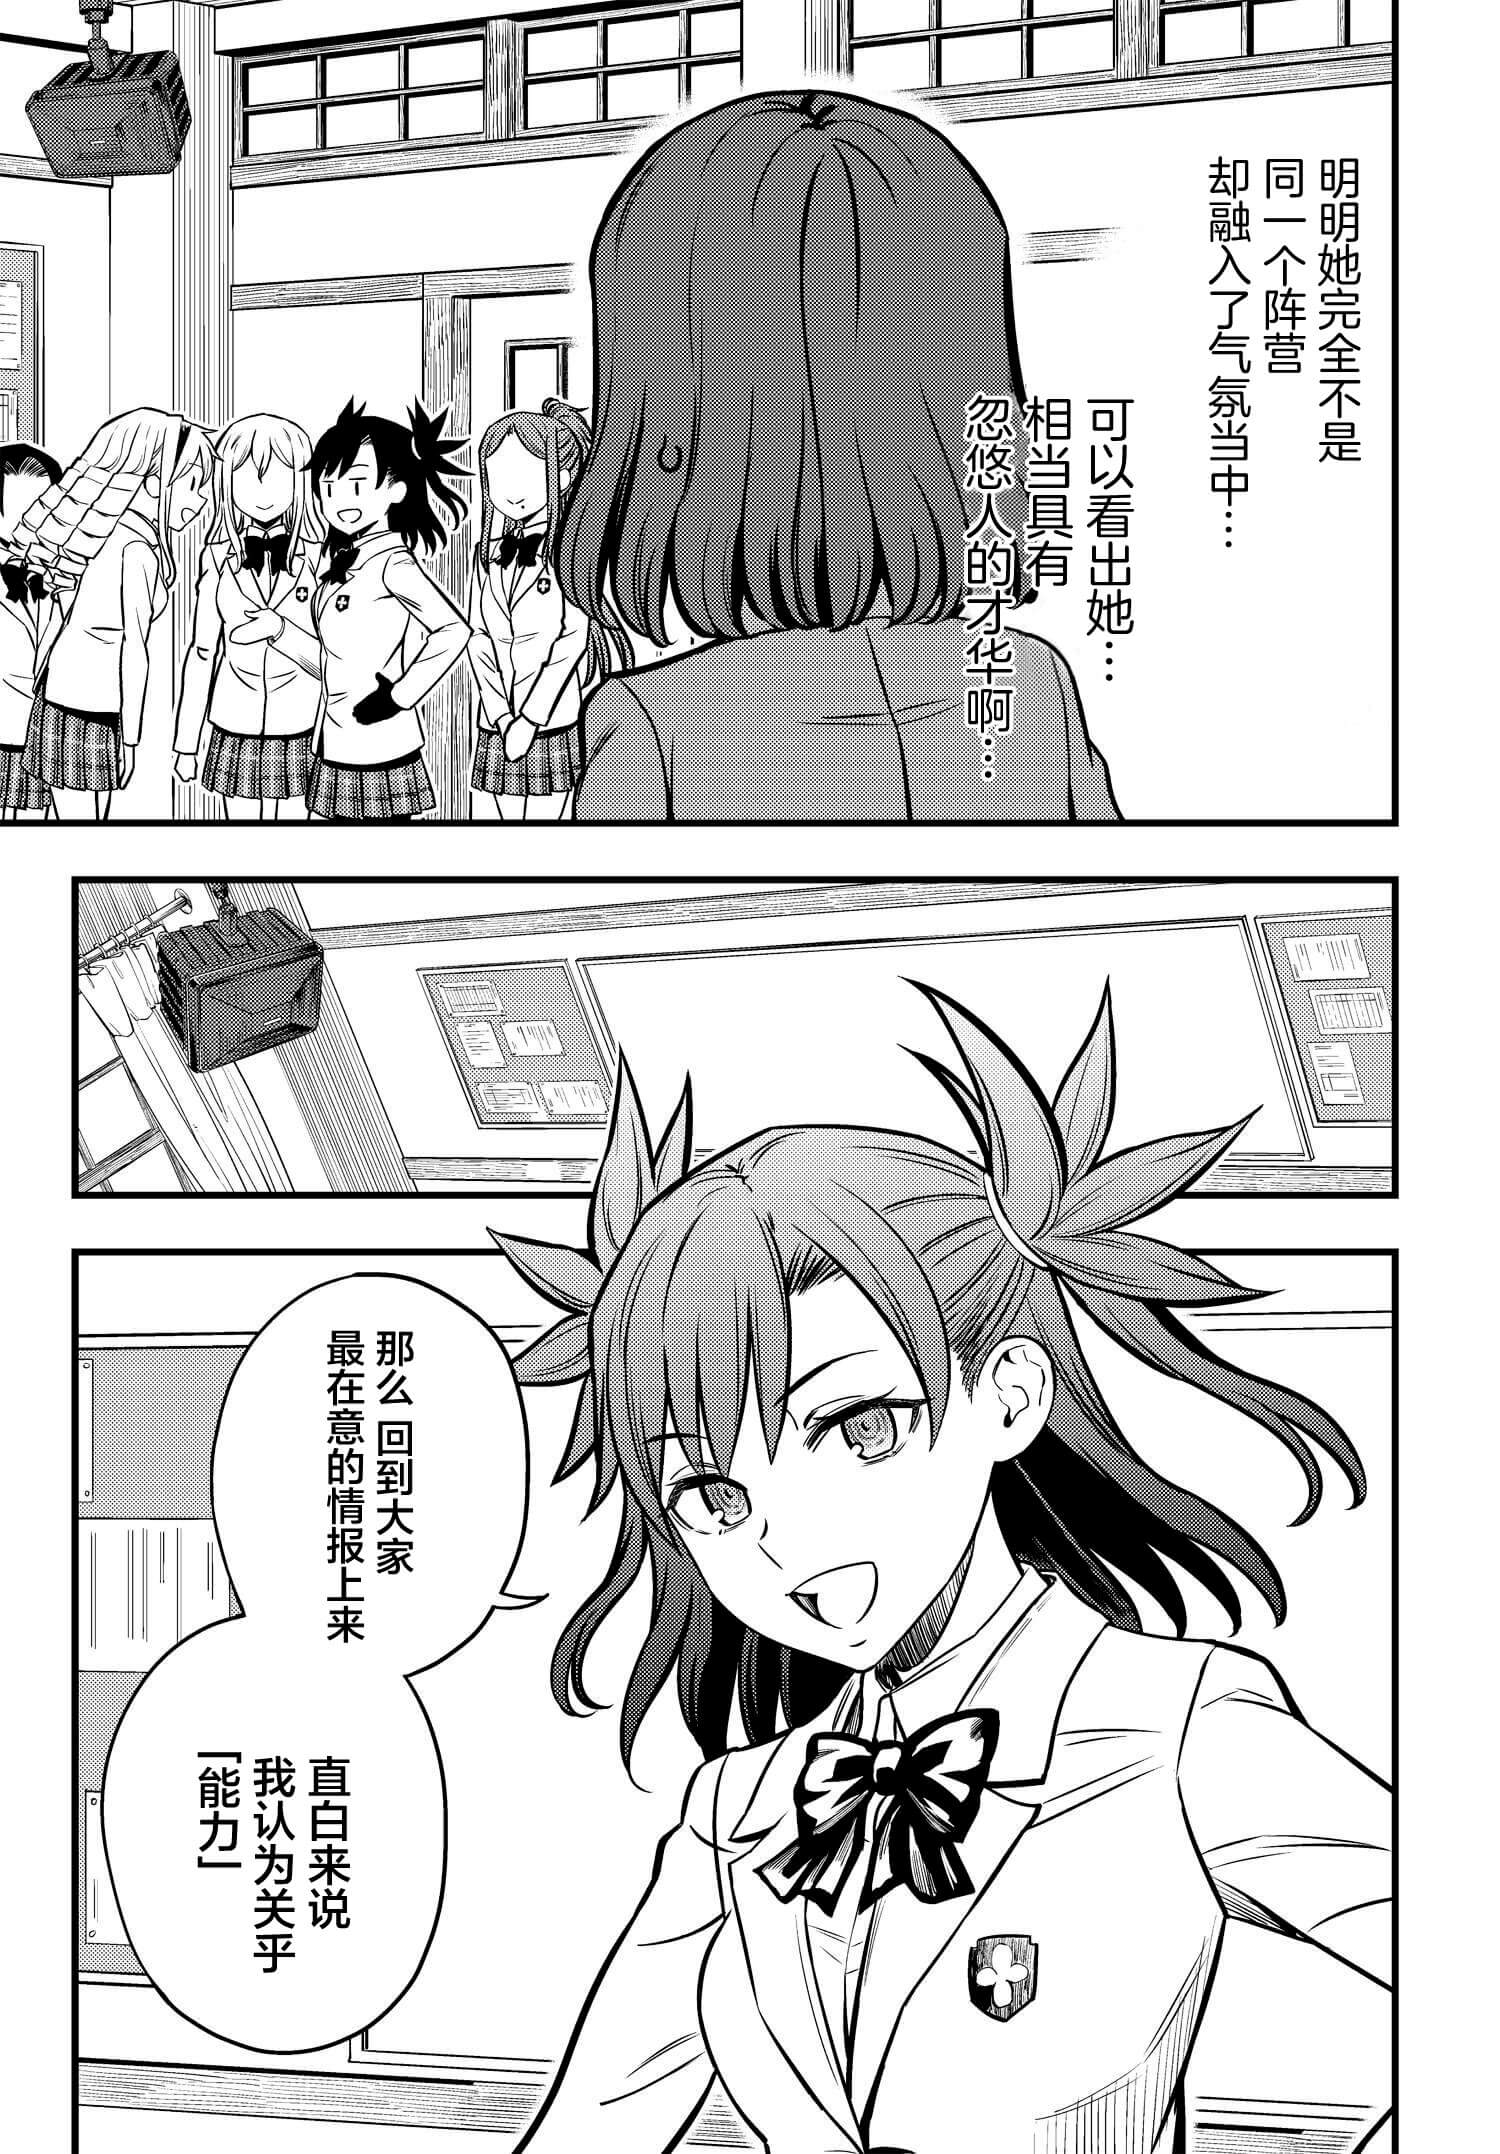 明明她完全不是
同一个阵营
却融入了气氛当中…
可以看出她…
相当具有
忽悠人的才华啊…
那么 回到大家
最在意的情报上来
直白来说
我认为关乎
「能力」